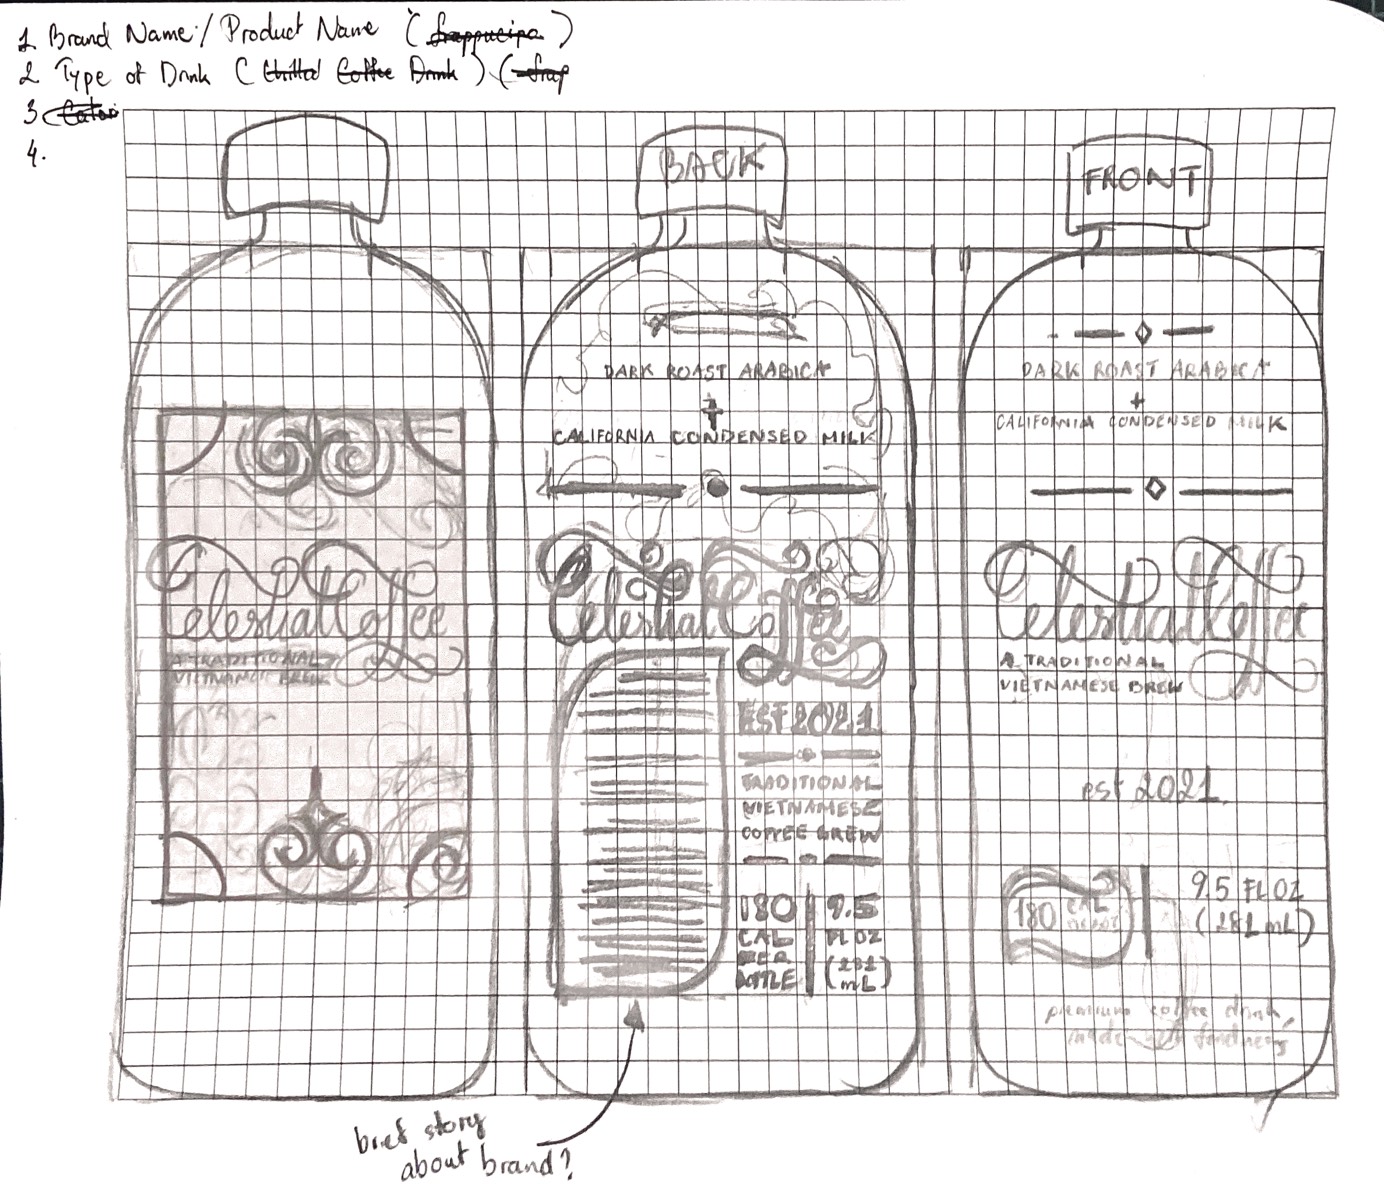 1 Brand Name / Product Name (frappucino)
2 Type of Drink (Chilled Coffee Drink) (frap
3
4.
BACK
FRONT
Celestial Coffee
A TRADITIONAL
VIETNAMESE BREW
DARK ROAST ARABICA
+
CALIFORNIA CONDENSED MILK
Celestial Coffee
EST 2021
TRADITIONAL
VIETNAMESE
COFFEE BREW
180
CAL
PER
BOTTLE
9.5
FL OZ
(281
mL)
DARK ROAST ARABICA
+
CALIFORNIA CONDENSED MILK
Celestial Coffee
A TRADITIONAL
VIETNAMESE BREW
est 2021
180 CAL
9.5 FL OZ
(281 mL)
premium coffee drink,
made with fondness
brief story
about brand?